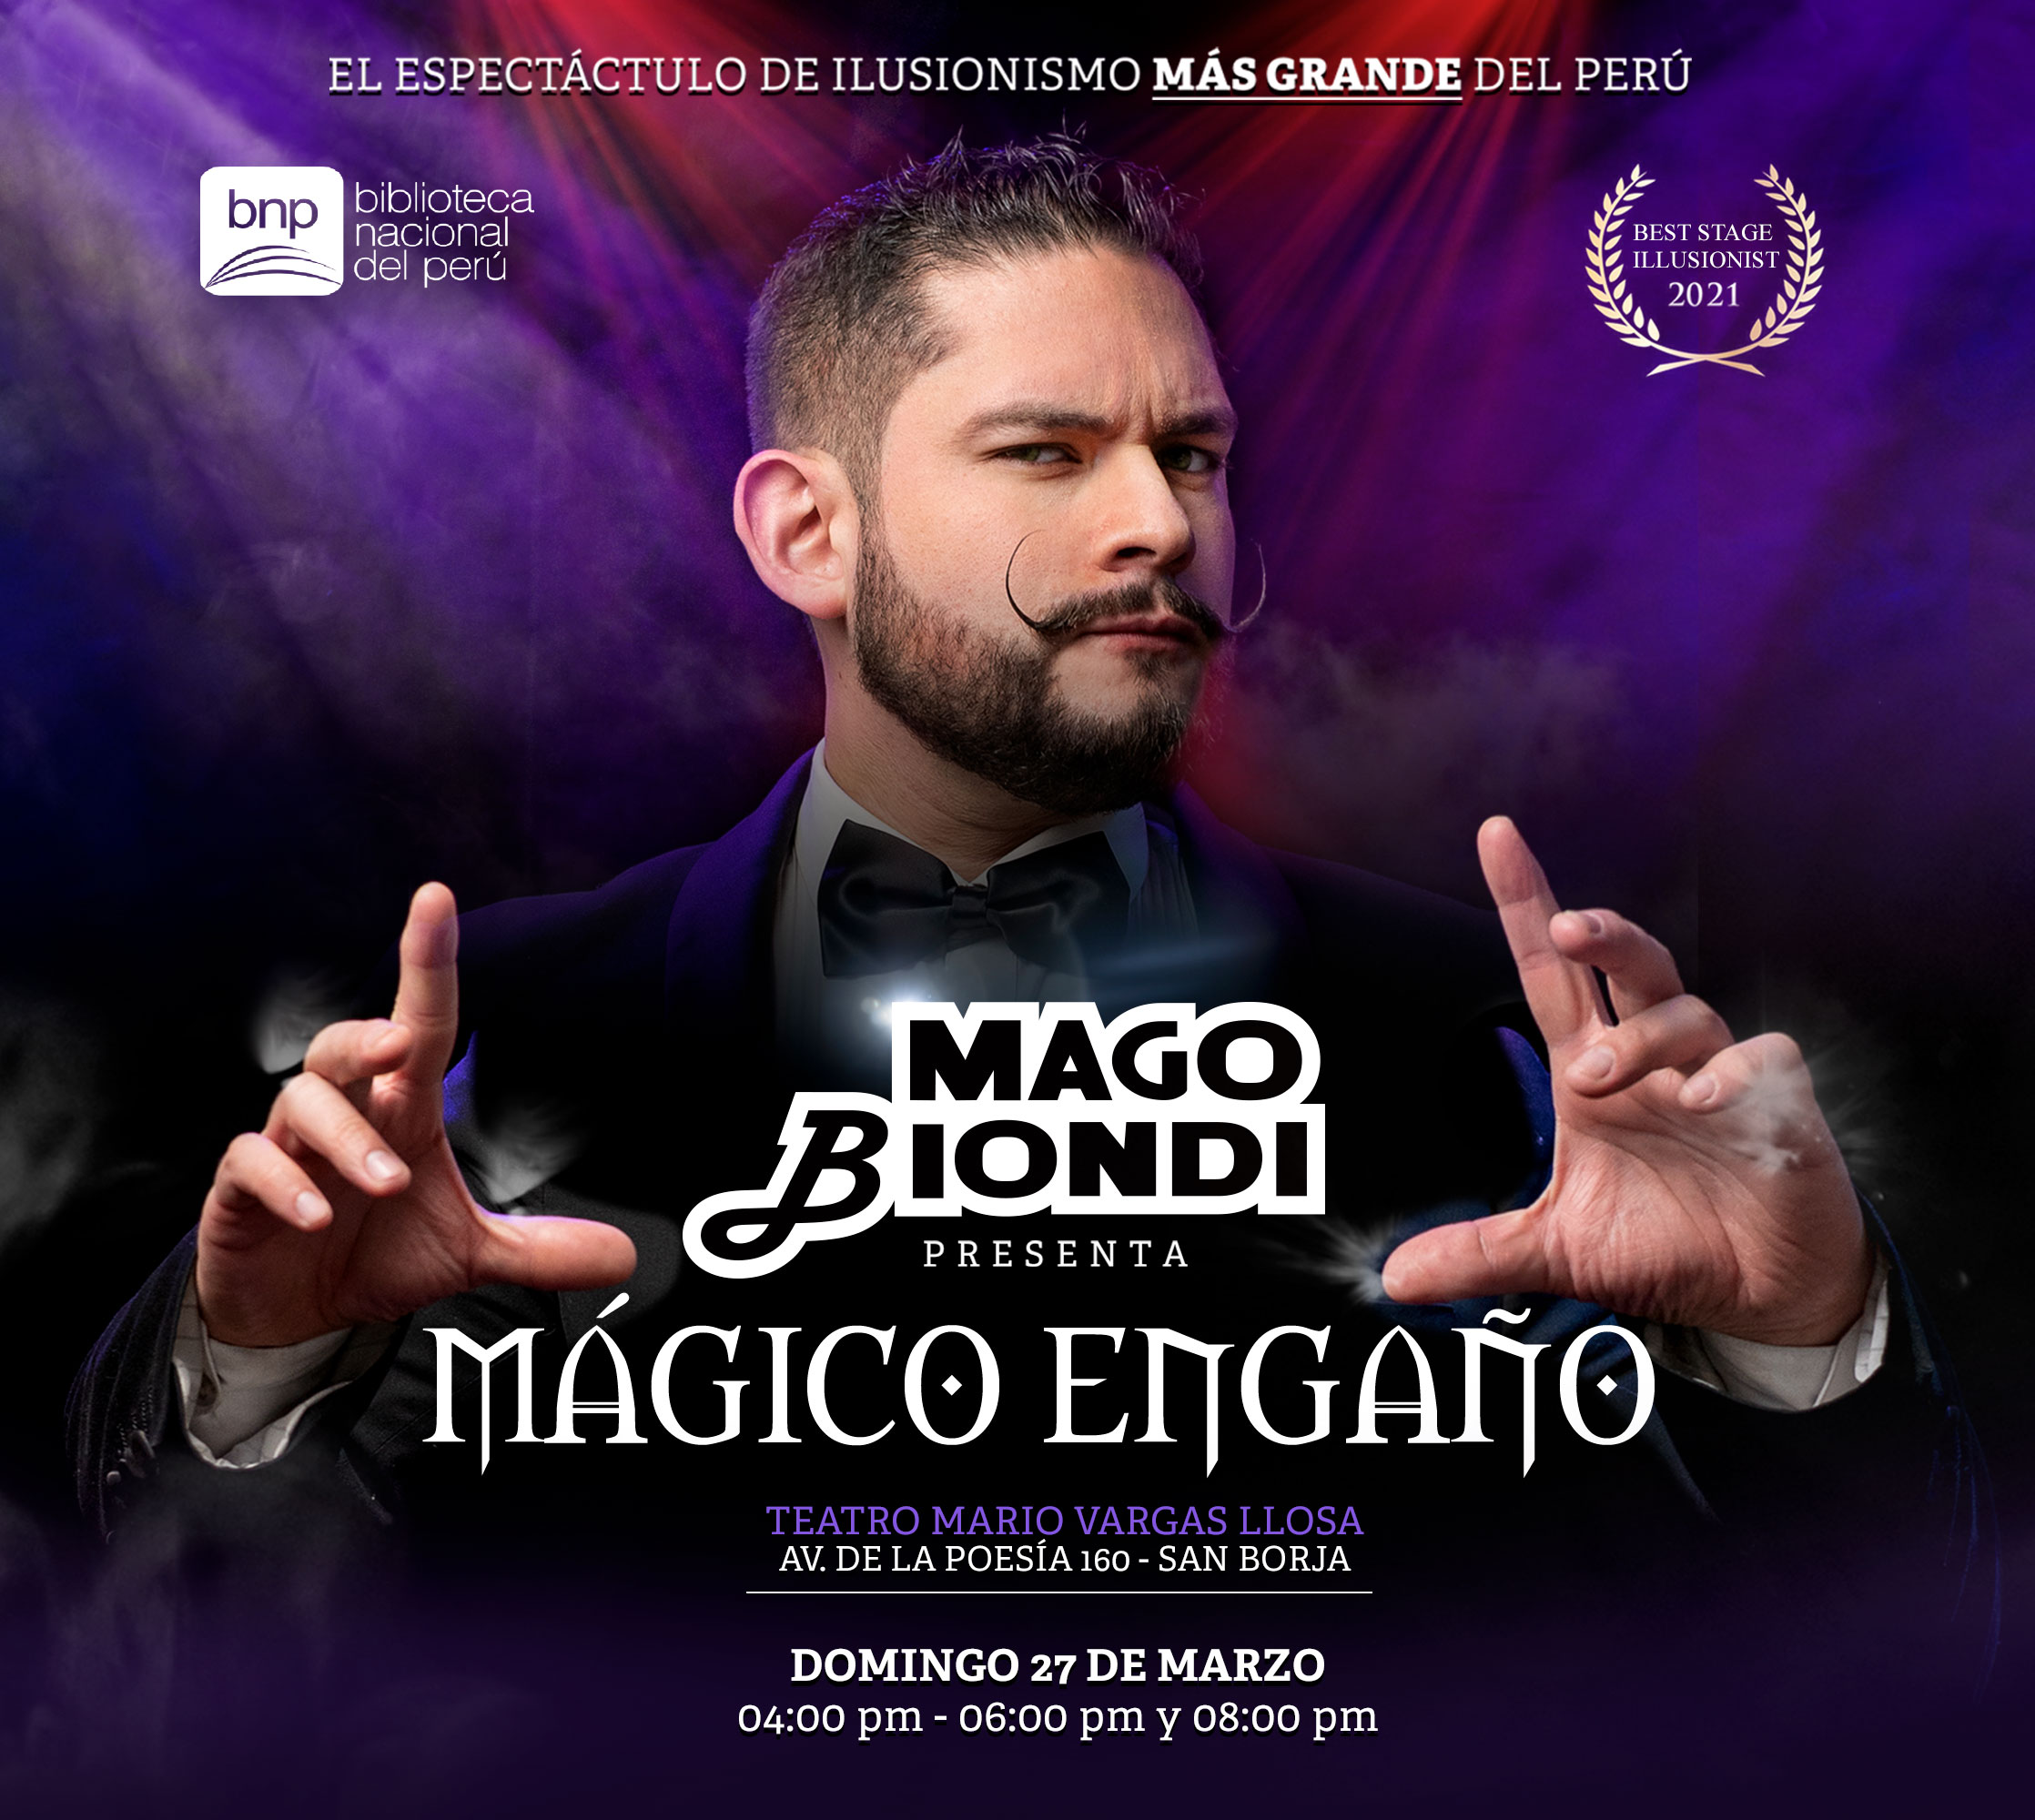 EL ESPECTÁCTULO DE ILUSIONISMO MÁS GRANDE DEL PERÚ
bnp
biblioteca
nacional
del perú
BEST STAGE
ILLUSIONIST
2021
MAGO
BIONDI
PRESENTA
MÁGICO ENGAÑO
TEATRO MARIO VARGAS LLOSA
AV. DE LA POESÍA 160 - SAN BORJA
DOMINGO 27 DE MARZO
04:00 pm - 06:00 pm y 08:00 pm